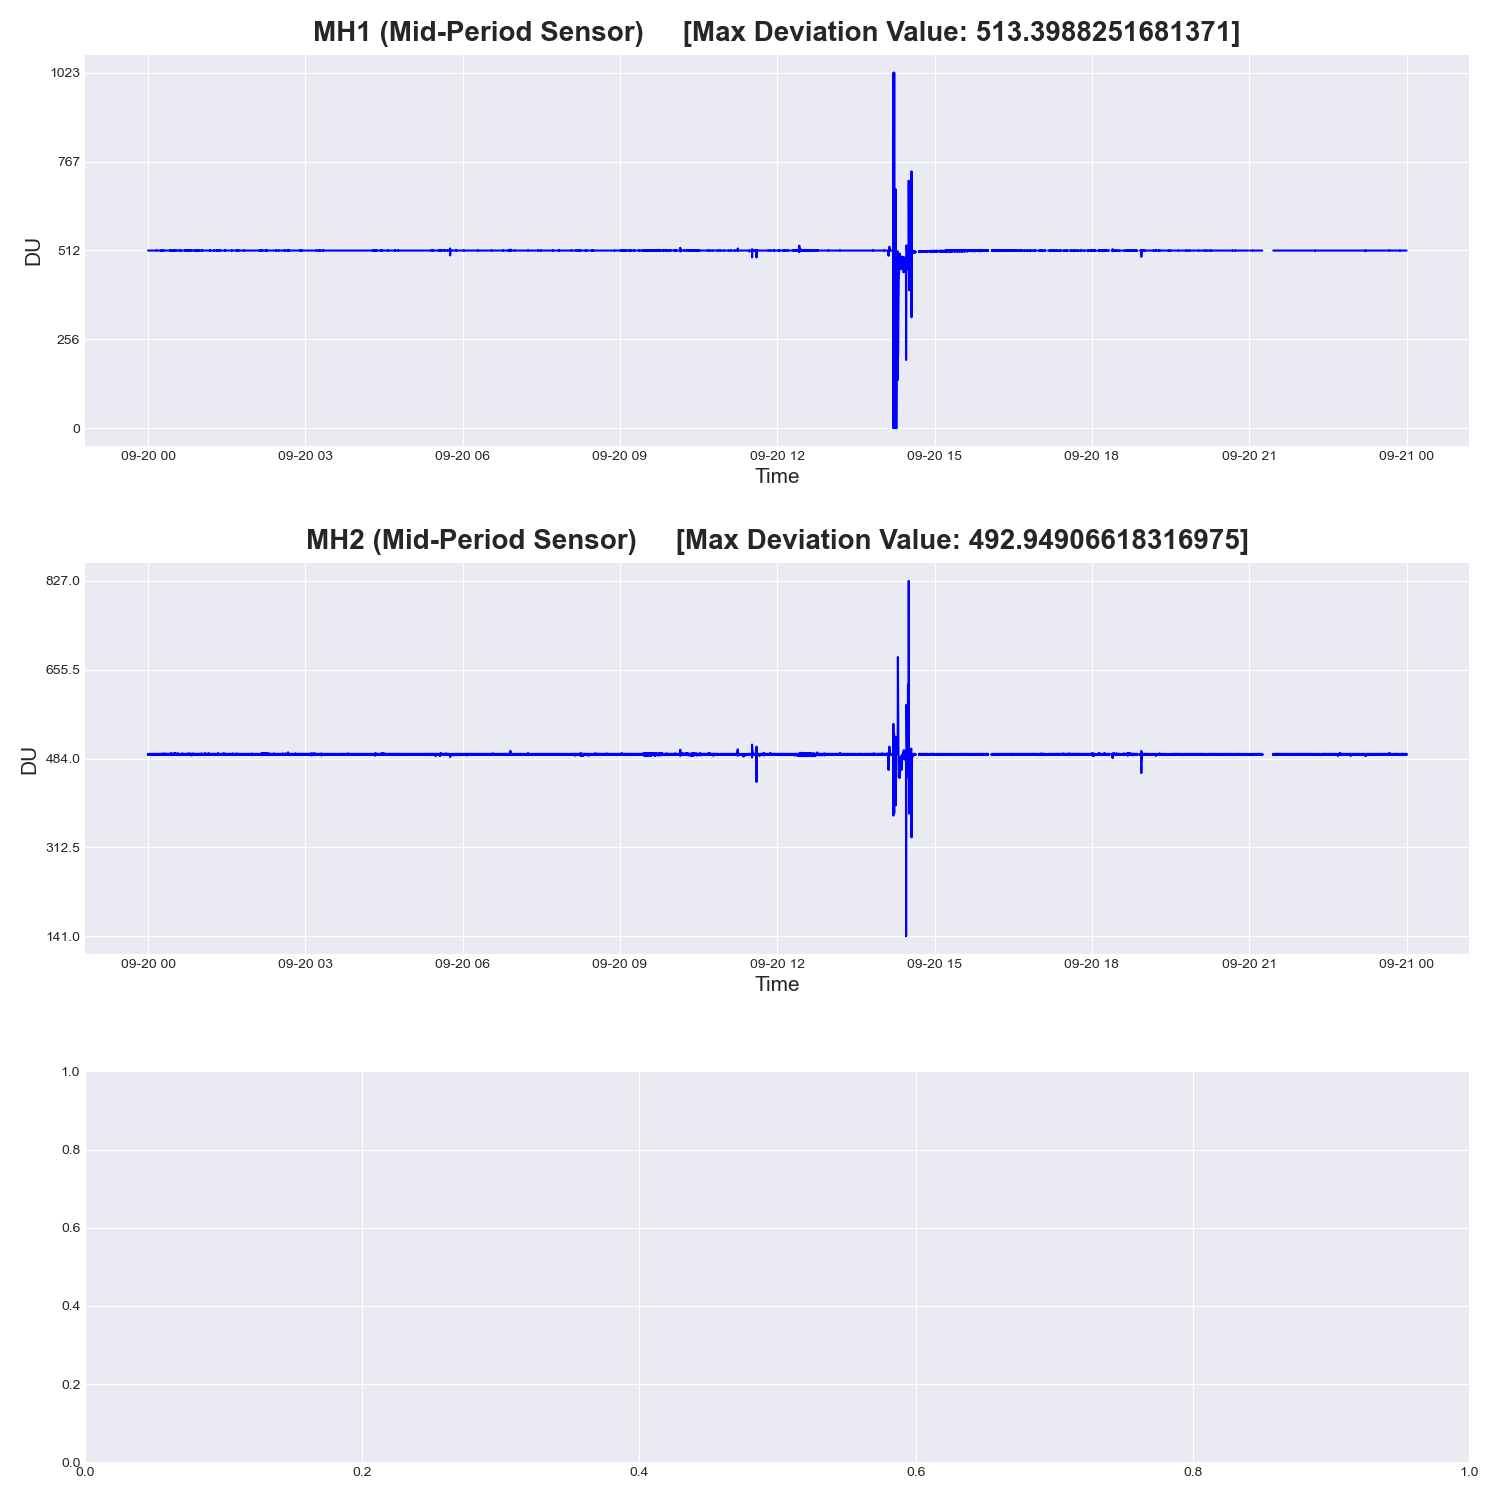 MH1 (Mid-Period Sensor) [Max Deviation Value: 513.3988251681371]
1023
767
512
256
0
DU
09-20 00 09-20 03 09-20 06 09-20 09 09-20 12 09-20 15 09-20 18 09-20 21 09-21 00
Time
MH2 (Mid-Period Sensor) [Max Deviation Value: 492.94906618316975]
827.0
655.5
484.0
312.5
141.0
DU
09-20 00 09-20 03 09-20 06 09-20 09 09-20 12 09-20 15 09-20 18 09-20 21 09-21 00
Time
1.0
0.8
0.6
0.4
0.2
0.0
0.0 0.2 0.4 0.6 0.8 1.0